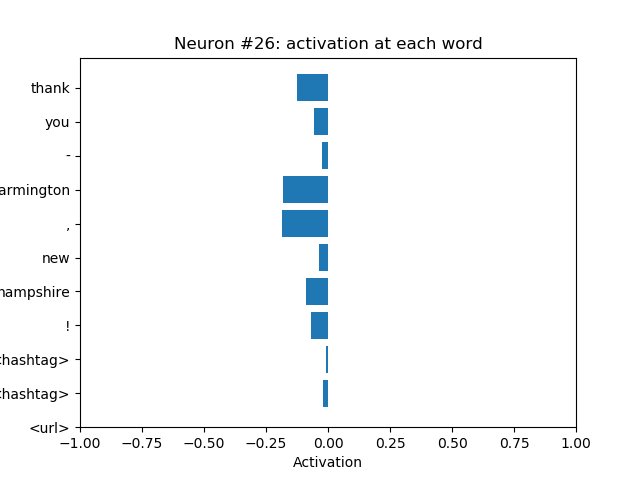 Neuron #26: activation at each word
thank
you
-
armington
,
new
hampshire
!
hashtag>
hashtag>
<url>
−1.00 −0.75 −0.50 −0.25 0.00 0.25 0.50 0.75 1.00
Activation